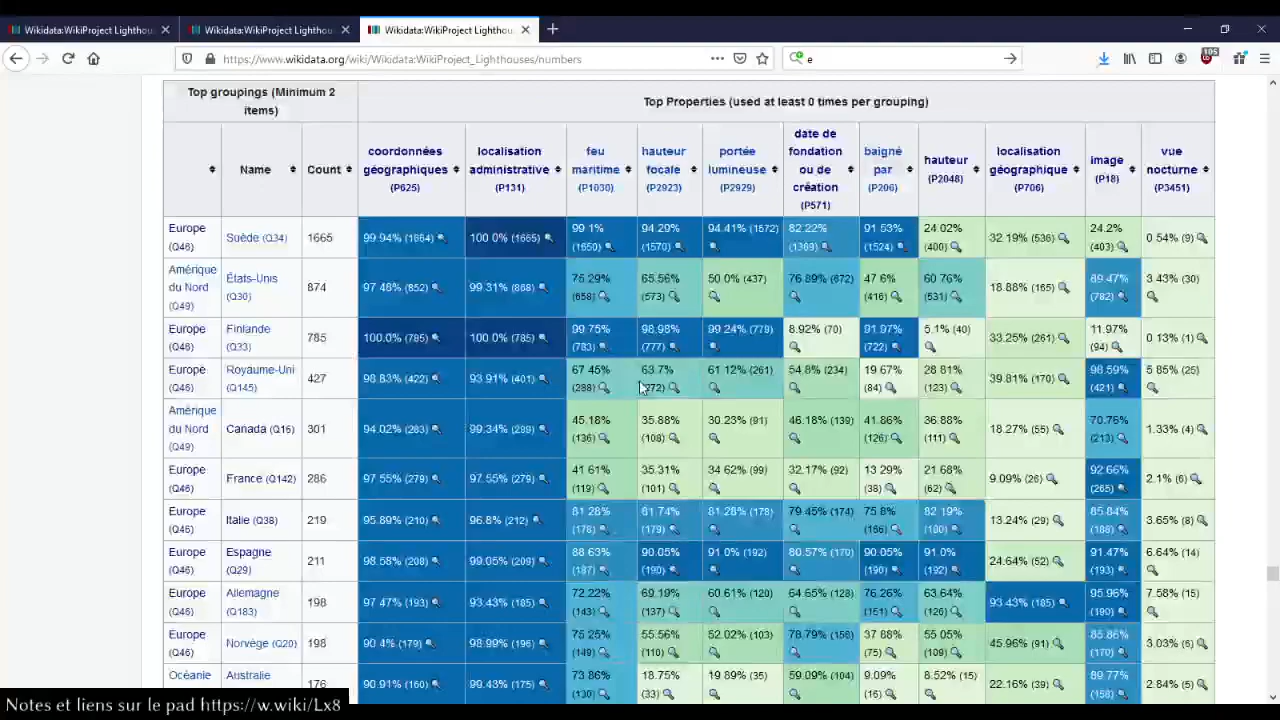 Wikidata:WikiProject Lighthou Wikidata:WikiProject Lighthou Wikidata:WikiProject Lighthou
https://www.wikidata.org/wiki/Wikidata:WikiProject_Lighthouses/numbers e 105
Top groupings (Minimum 2 items) Top Properties (used at least 0 times per grouping)
Name Count coordonnées géographiques (P625) localisation administrative (P131) feu maritime (P1030) hauteur focale (P2923) portée lumineuse (P2929) date de fondation ou de création (P571) baigné par (P206) hauteur (P2048) localisation géographique (P706) image (P18) vue nocturne (P3451)
Europe (Q46) Suède (Q34) 1665 99.94% (1664) 100.0% (1665) 99.1% (1650) 94.29% (1570) 94.41% (1572) 82.22% (1369) 91.53% (1524) 24.02% (400) 32.19% (536) 24.2% (403) 0.54% (9)
Amérique du Nord (Q49) États-Unis (Q30) 874 97.48% (852) 99.31% (868) 75.29% (658) 65.56% (573) 50.0% (437) 76.89% (672) 47.6% (416) 60.76% (531) 18.88% (165) 89.47% (782) 3.43% (30)
Europe (Q46) Finlande (Q33) 785 100.0% (785) 100.0% (785) 99.75% (783) 98.98% (777) 99.24% (779) 8.92% (70) 91.97% (722) 5.1% (40) 33.25% (261) 11.97% (94) 0.13% (1)
Europe (Q46) Royaume-Uni (Q145) 427 98.83% (422) 93.91% (401) 67.45% (288) 63.7% (272) 61.12% (261) 54.8% (234) 19.67% (84) 28.81% (123) 39.81% (170) 98.59% (421) 5.85% (25)
Amérique du Nord (Q49) Canada (Q16) 301 94.02% (283) 99.34% (299) 45.18% (136) 35.88% (108) 30.23% (91) 46.18% (139) 41.86% (126) 36.88% (111) 18.27% (55) 70.76% (213) 1.33% (4)
Europe (Q46) France (Q142) 286 97.55% (279) 97.55% (279) 41.61% (119) 35.31% (101) 34.62% (99) 32.17% (92) 13.29% (38) 21.68% (62) 9.09% (26) 92.66% (265) 2.1% (6)
Europe (Q46) Italie (Q38) 219 95.89% (210) 96.8% (212) 81.28% (178) 81.74% (179) 81.28% (178) 79.45% (174) 75.8% (166) 82.19% (180) 13.24% (29) 85.84% (188) 3.65% (8)
Europe (Q46) Espagne (Q29) 211 98.58% (208) 99.05% (209) 88.63% (187) 90.05% (190) 91.0% (192) 80.57% (170) 90.05% (190) 91.0% (192) 24.64% (52) 91.47% (193) 6.64% (14)
Europe (Q46) Allemagne (Q183) 198 97.47% (193) 93.43% (185) 72.22% (143) 69.19% (137) 60.61% (120) 64.65% (128) 76.26% (151) 63.64% (126) 93.43% (185) 95.96% (190) 7.58% (15)
Europe (Q46) Norvège (Q20) 198 90.4% (179) 98.99% (196) 75.25% (149) 55.56% (110) 52.02% (103) 78.79% (156) 37.88% (75) 55.05% (109) 45.96% (91) 85.86% (170) 3.03% (6)
Océanie Australie 176 90.91% (160) 99.43% (175) 73.86% (130) 18.75% (33) 19.89% (35) 59.09% (104) 9.09% (16) 8.52% (15) 22.16% (39) 89.77% (158) 2.84% (5)
Notes et liens sur le pad https://w.wiki/Lx8